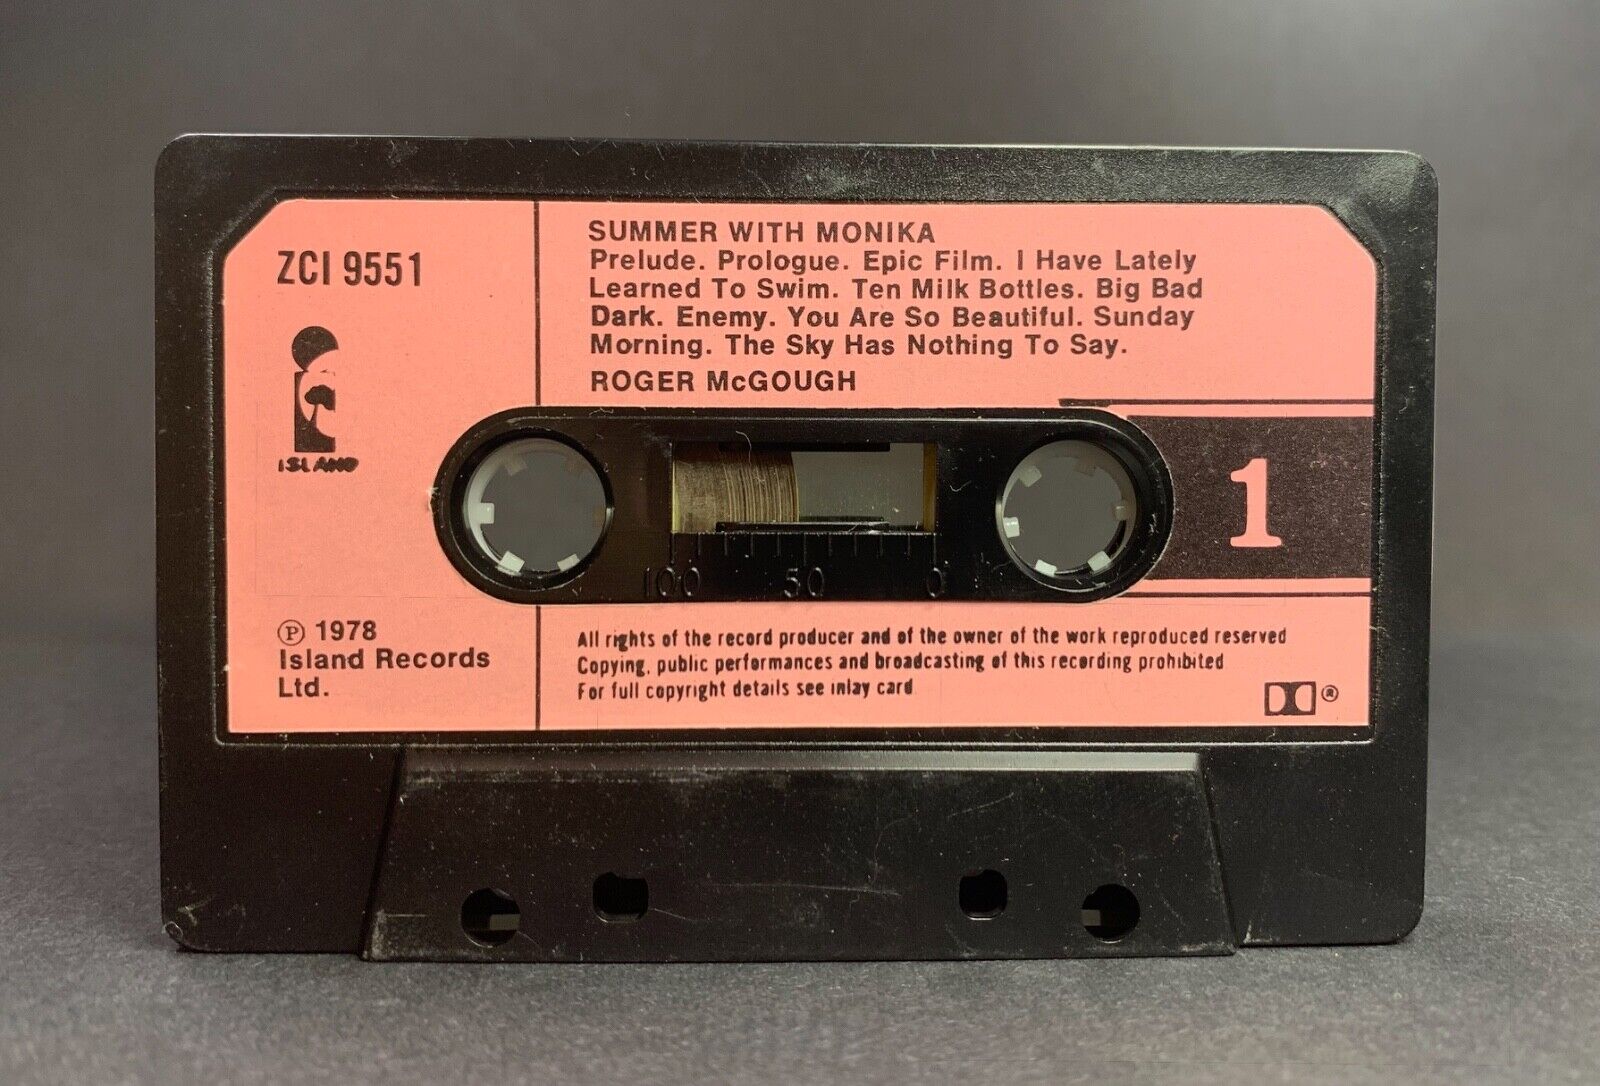 ZCI 9551
SUMMER WITH MONIKA
Prelude. Prologue. Epic Film. I Have Lately
Learned To Swim. Ten Milk Bottles. Big Bad
Dark. Enemy. You Are So Beautiful. Sunday
Morning. The Sky Has Nothing To Say.
ROGER McGOUGH
ISLAND
1
100 50 0
Ⓟ 1978
Island Records
Ltd.
All rights of the record producer and of the owner of the work reproduced reserved
Copying, public performances and broadcasting of this recording prohibited
For full copyright details see inlay card
®